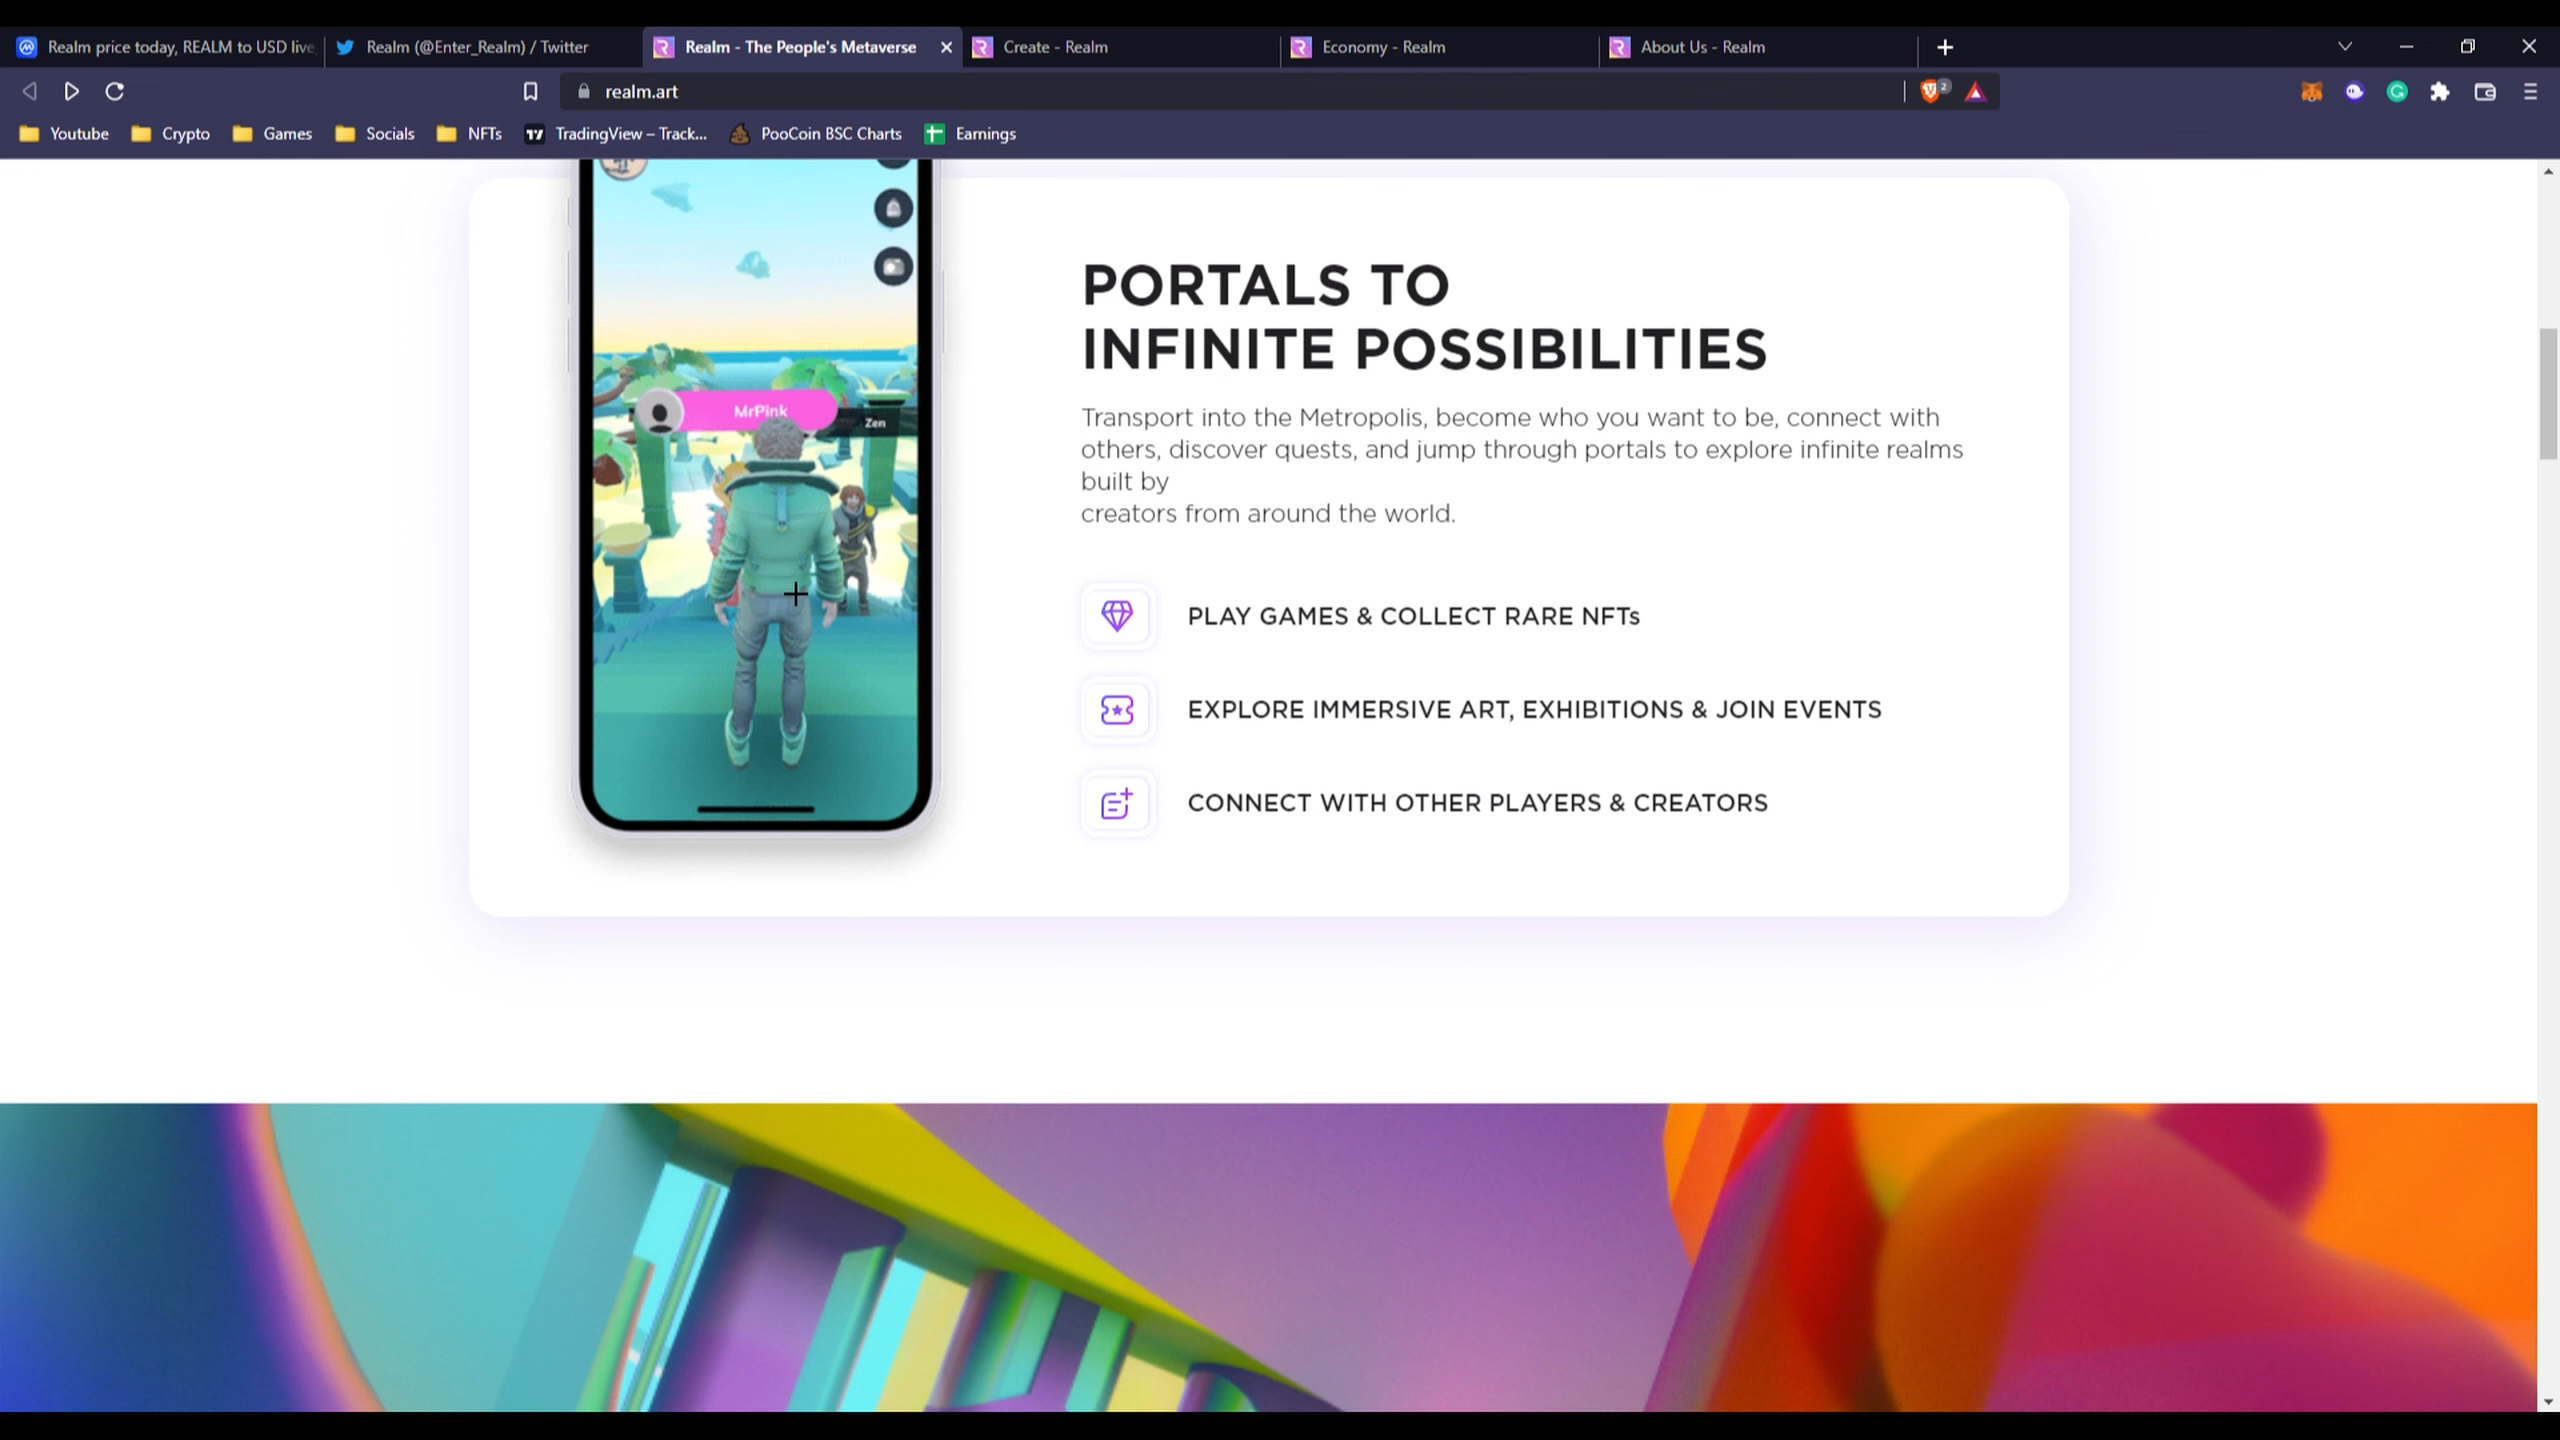 Realm price today, REALM to USD live,
Realm (@Enter_Realm) / Twitter
Realm - The People's Metaverse
Create - Realm
Economy - Realm
About Us - Realm
realm.art
2
Youtube
Crypto
Games
Socials
NFTs
TradingView – Track...
PooCoin BSC Charts
Earnings
PORTALS TO
INFINITE POSSIBILITIES
MrPink
Zen
Transport into the Metropolis, become who you want to be, connect with
others, discover quests, and jump through portals to explore infinite realms
built by
creators from around the world.
PLAY GAMES & COLLECT RARE NFTs
EXPLORE IMMERSIVE ART, EXHIBITIONS & JOIN EVENTS
CONNECT WITH OTHER PLAYERS & CREATORS